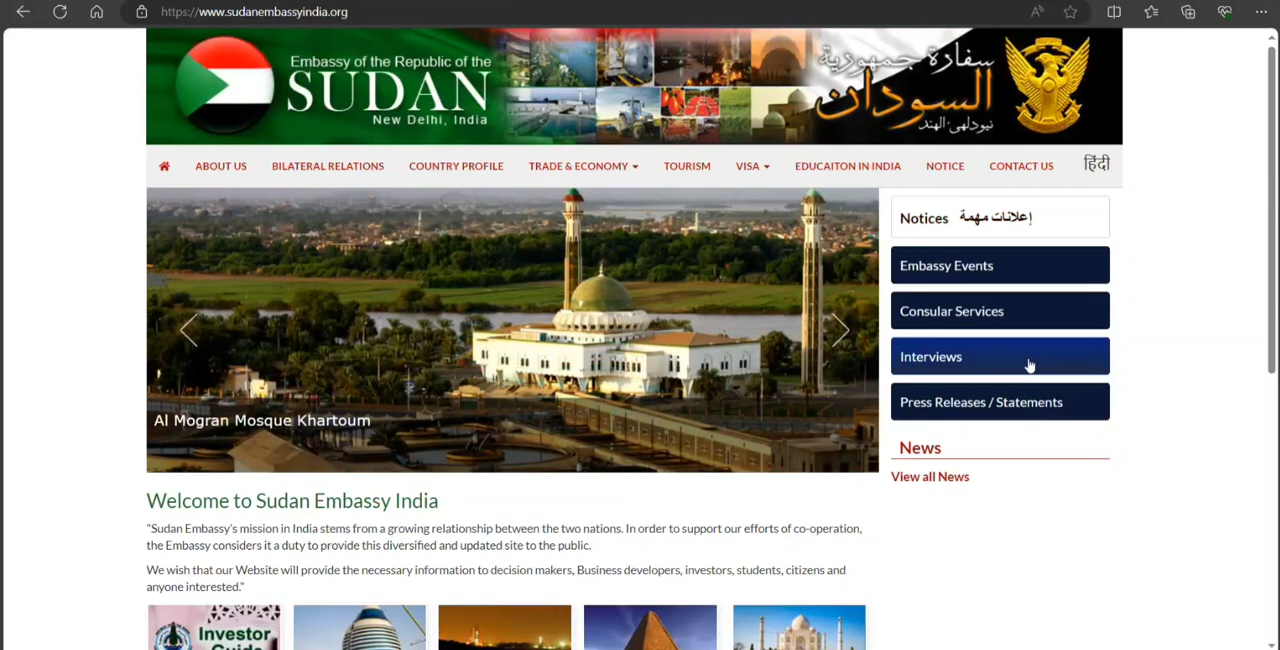 https://www.sudanembassyindia.org
Embassy of the Republic of the
SUDAN
New Delhi, India
سفارة جمهورية
السودان
نيودلهي-الهند
ABOUT US
BILATERAL RELATIONS
COUNTRY PROFILE
TRADE & ECONOMY
TOURISM
VISA
EDUCAITON IN INDIA
NOTICE
CONTACT US
हिंदी
Al Mogran Mosque Khartoum
Notices إعلانات مهمة
Embassy Events
Consular Services
Interviews
Press Releases / Statements
News
View all News
Welcome to Sudan Embassy India
"Sudan Embassy's mission in India stems from a growing relationship between the two nations. In order to support our efforts of co-operation,
the Embassy considers it a duty to provide this diversified and updated site to the public.
We wish that our Website will provide the necessary information to decision makers, Business developers, investors, students, citizens and
anyone interested."
Investor
Guide